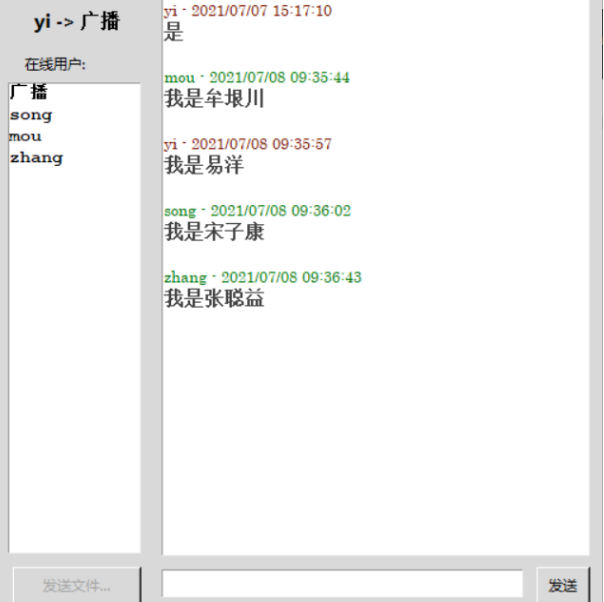 yi -> 广播
在线用户:
广播
song
mou
zhang
yi - 2021/07/07 15:17:10
是
mou - 2021/07/08 09:35:44
我是牟垠川
yi - 2021/07/08 09:35:57
我是易洋
song - 2021/07/08 09:36:02
我是宋子康
zhang - 2021/07/08 09:36:43
我是张聪益
发送文件...
发送